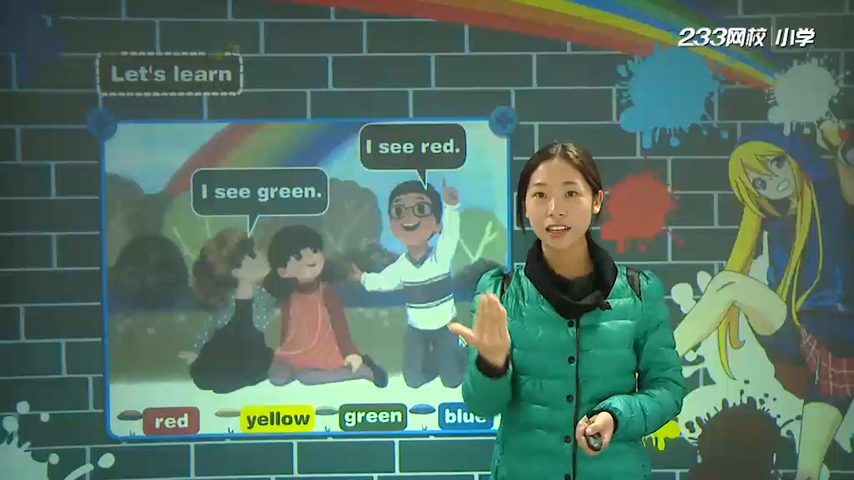 233网校 小学
Let's learn
I see red.
I see green.
red
yellow
green
blue